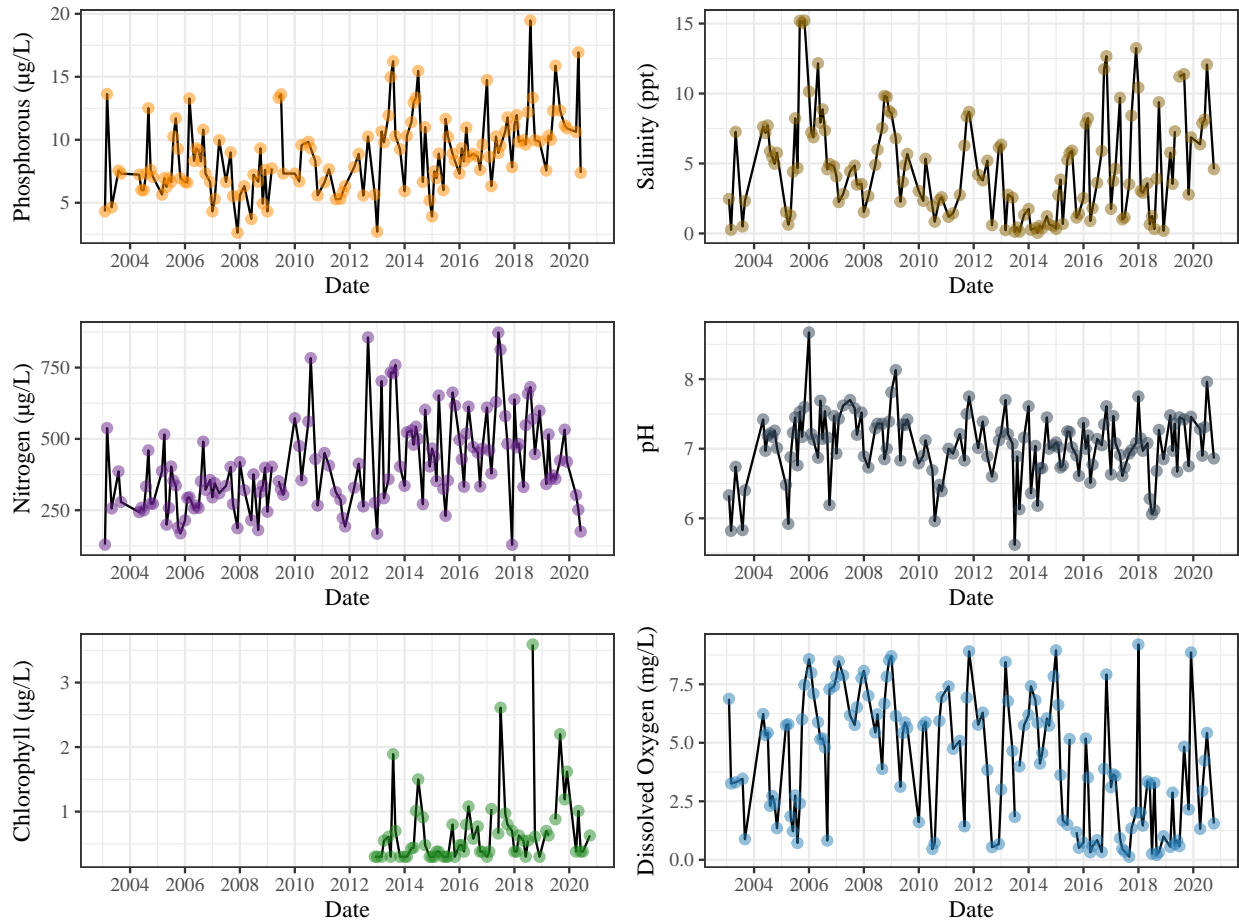 Phosphorous (µg/L)
20
15
10
5
2004 2006 2008 2010 2012 2014 2016 2018 2020
Date
Salinity (ppt)
15
10
5
0
2004 2006 2008 2010 2012 2014 2016 2018 2020
Date
Nitrogen (µg/L)
750
500
250
2004 2006 2008 2010 2012 2014 2016 2018 2020
Date
pH
8
7
6
2004 2006 2008 2010 2012 2014 2016 2018 2020
Date
Chlorophyll (µg/L)
3
2
1
2004 2006 2008 2010 2012 2014 2016 2018 2020
Date
Dissolved Oxygen (mg/L)
7.5
5.0
2.5
0.0
2004 2006 2008 2010 2012 2014 2016 2018 2020
Date